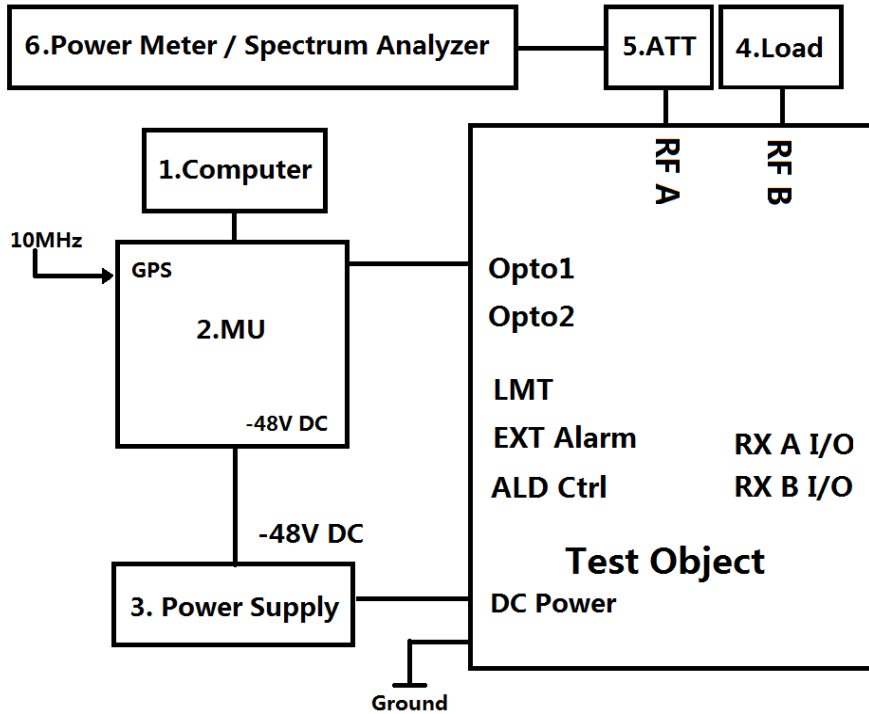 6.Power Meter / Spectrum Analyzer
5.ATT
4.Load
RF A
RF B
1.Computer
10MHz
GPS
2.MU
-48V DC
Opto1
Opto2
LMT
EXT Alarm
ALD Ctrl
RX A I/O
RX B I/O
-48V DC
Test Object
3. Power Supply
DC Power
Ground